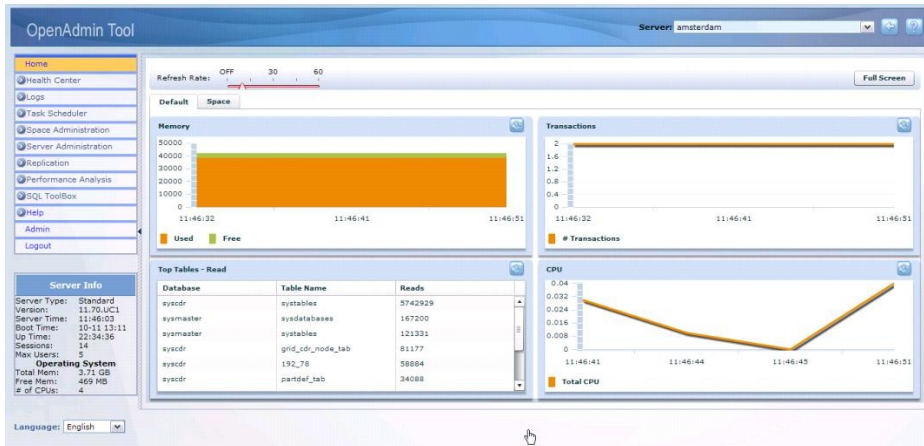 OpenAdmin Tool
Server: amsterdam
Home
Health Center
Logs
Task Scheduler
Space Administration
Server Administration
Replication
Performance Analysis
SQL ToolBox
Help
Admin
Logout
Server Info
Server Type: Standard
Version: 11.70.UC1
Server Time: 11:46:03
Boot Time: 10-11 13:11
Up Time: 22:34:36
Sessions: 14
Max Users: 5
Operating System
Total Mem: 3.71 GB
Free Mem: 469 MB
# of CPUs: 4
Language: English
Refresh Rate: OFF 30 60
Full Screen
Default Space
Memory
50000
40000
30000
20000
10000
0
11:46:32 11:46:41 11:46:51
Used Free
Transactions
2
1.6
1.2
0.8
0.4
0
11:46:32 11:46:41 11:46:51
# Transactions
Top Tables - Read
Database Table Name Reads
syscdr systables 5742929
sysmaster sysdatabases 167200
sysmaster systables 121331
syscdr grid_cdr_node_tab 81177
syscdr 192_78 58884
syscdr partdef_tab 34088
CPU
0.04
0.032
0.024
0.016
0.008
0
11:46:41 11:46:44 11:46:45 11:46:51
Total CPU